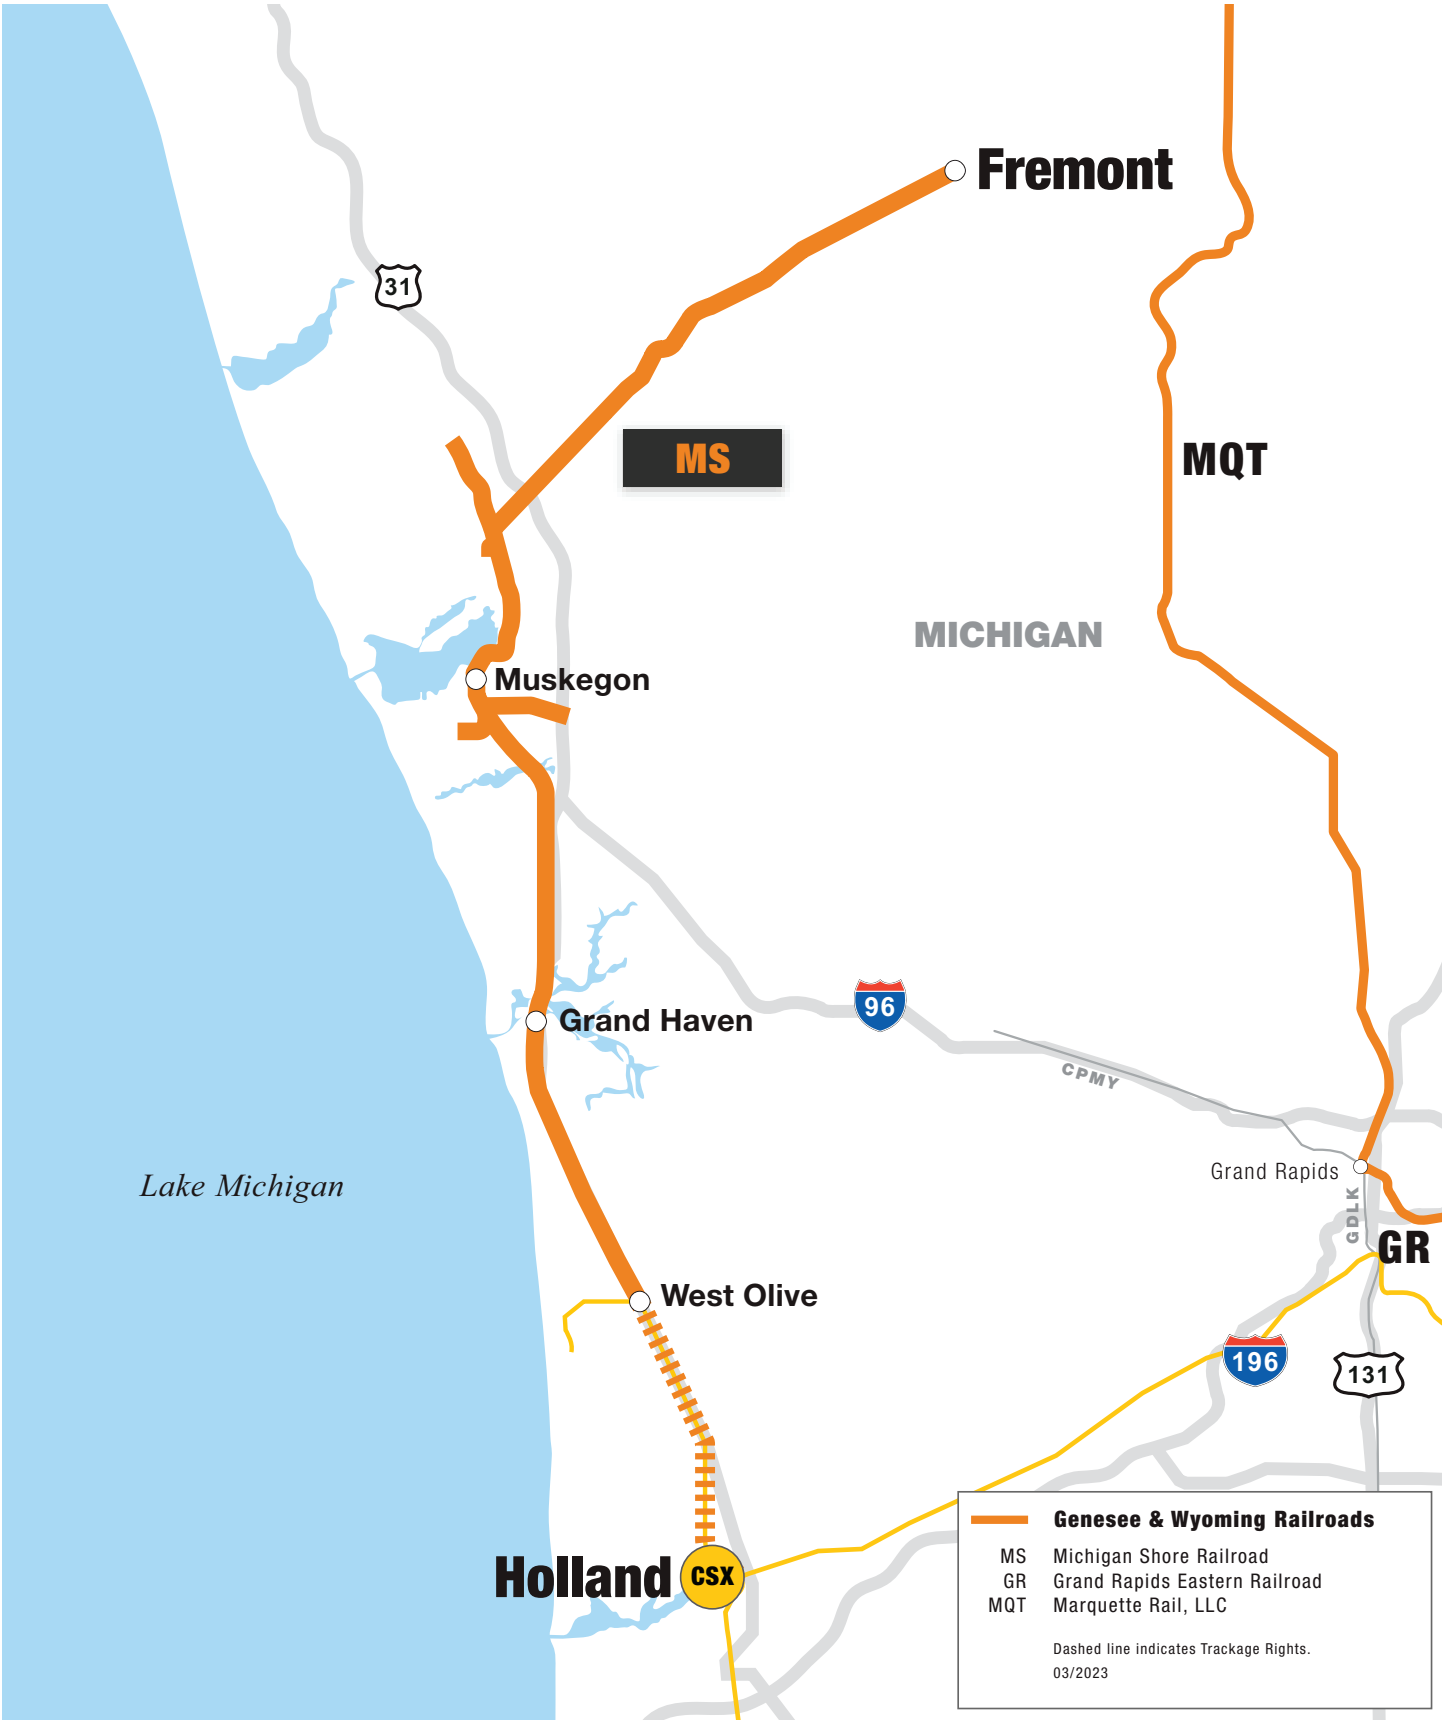 Fremont
31
MS
MQT
MICHIGAN
Muskegon
96
Grand Haven
CPMY
Lake Michigan
Grand Rapids
GDLK
GR
West Olive
196
131
Holland
CSX
Genesee & Wyoming Railroads
MS Michigan Shore Railroad
GR Grand Rapids Eastern Railroad
MQT Marquette Rail, LLC
Dashed line indicates Trackage Rights.
03/2023